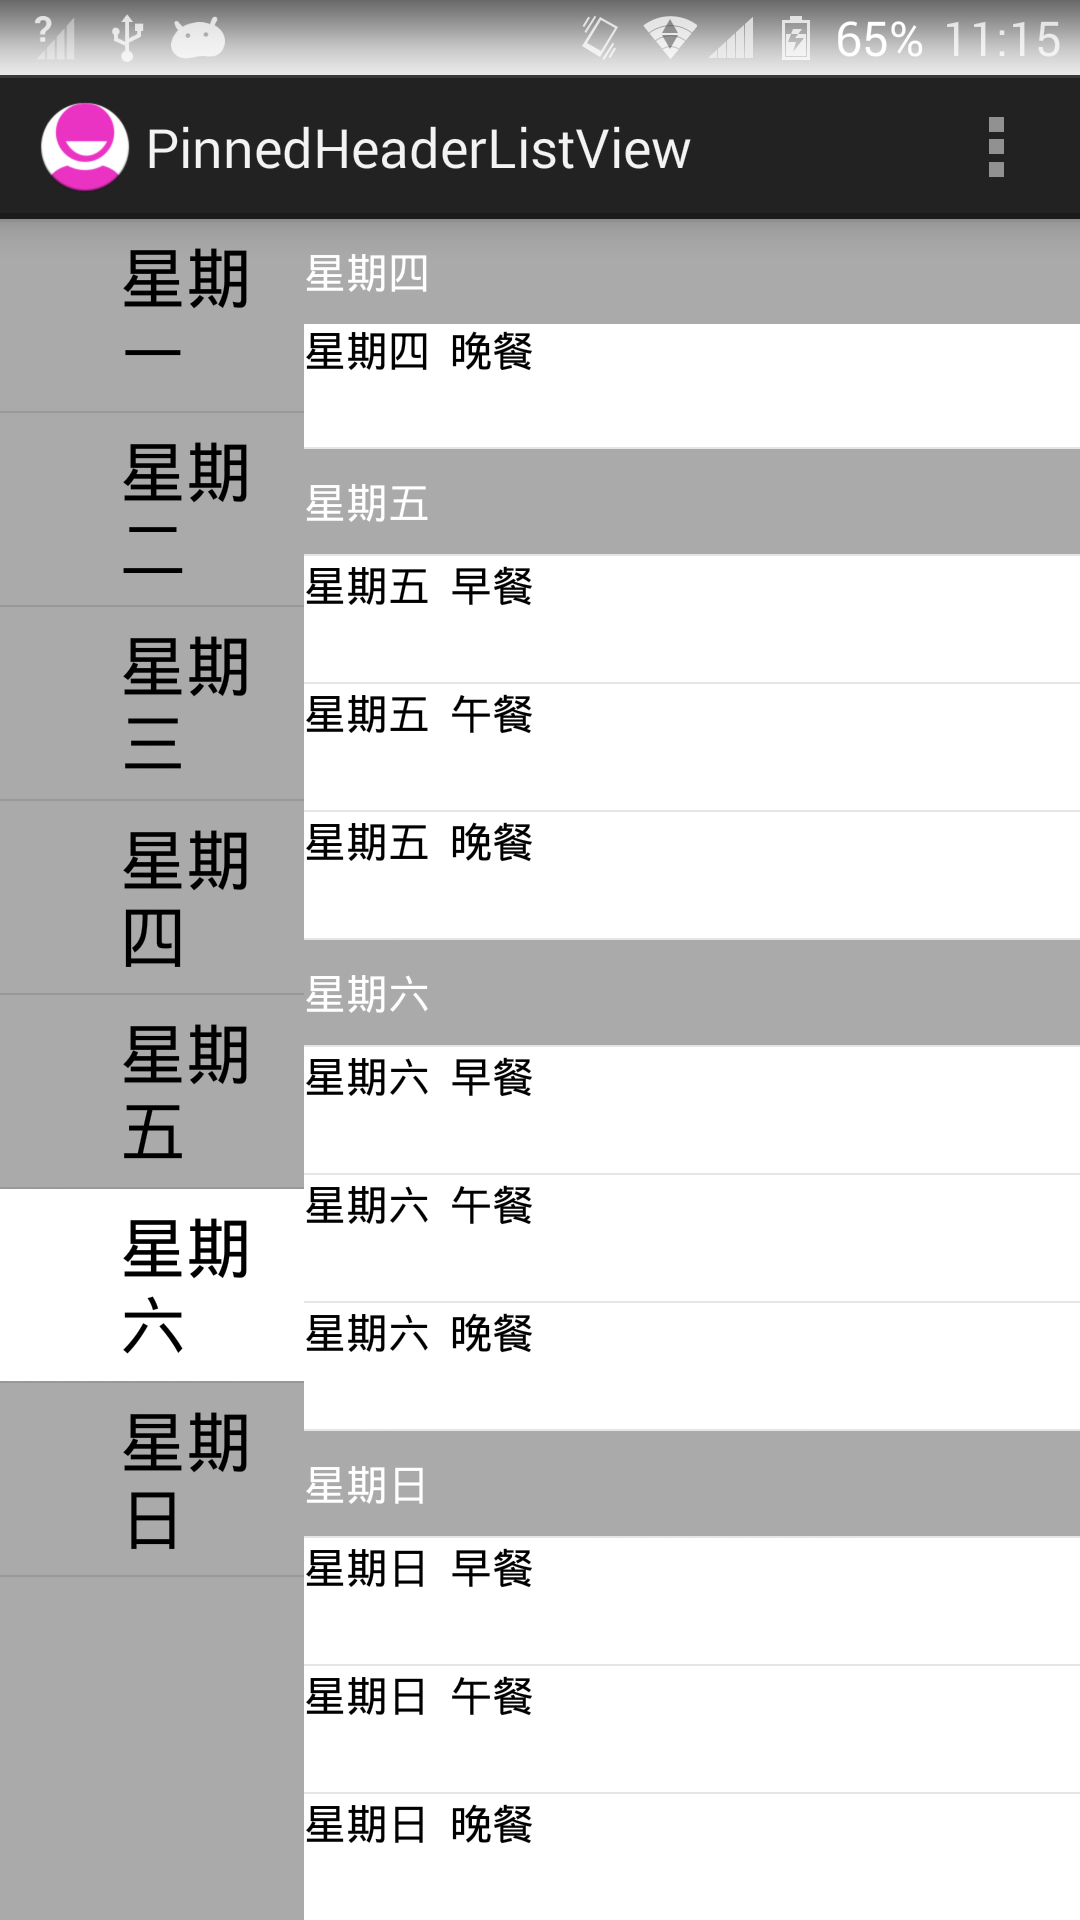 65% 11:15
PinnedHeaderListView
星期
一
星期
二
星期
三
星期
四
星期
五
星期
六
星期
日
星期四
星期四 晚餐
星期五
星期五 早餐
星期五 午餐
星期五 晚餐
星期六
星期六 早餐
星期六 午餐
星期六 晚餐
星期日
星期日 早餐
星期日 午餐
星期日 晚餐